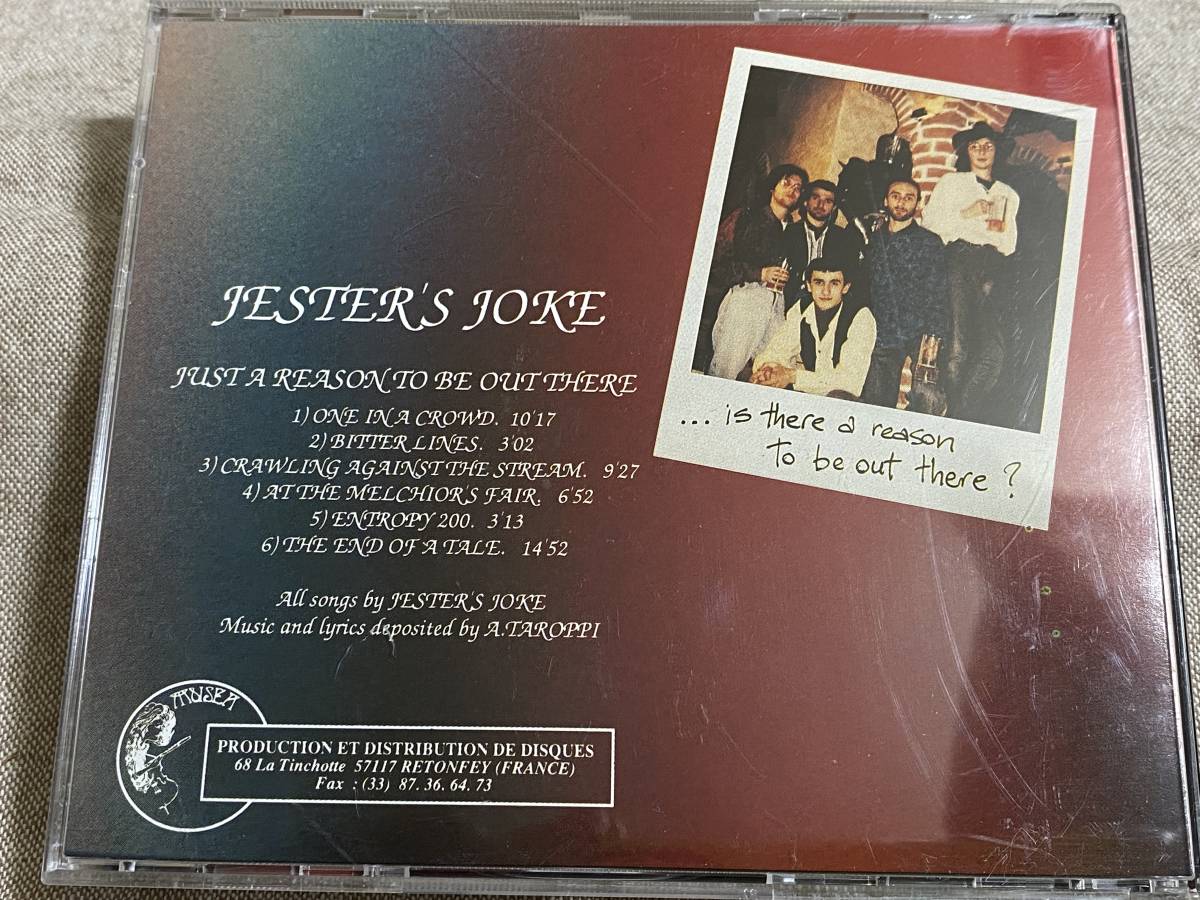 JESTER'S JOKE
JUST A REASON TO BE OUT THERE
1) ONE IN A CROWD. 10'17
2) BITTER LINES. 3'02
3) CRAWLING AGAINST THE STREAM. 9'27
4) AT THE MELCHIOR'S FAIR. 6'52
5) ENTROPY 200. 3'13
6) THE END OF A TALE. 14'52
All songs by JESTER'S JOKE
Music and lyrics deposited by A.TAROPPI
... is there a reason
to be out there?
MUSEA
PRODUCTION ET DISTRIBUTION DE DISQUES
68 La Tinchotte 57117 RETONFEY (FRANCE)
Fax : (33) 87. 36. 64. 73